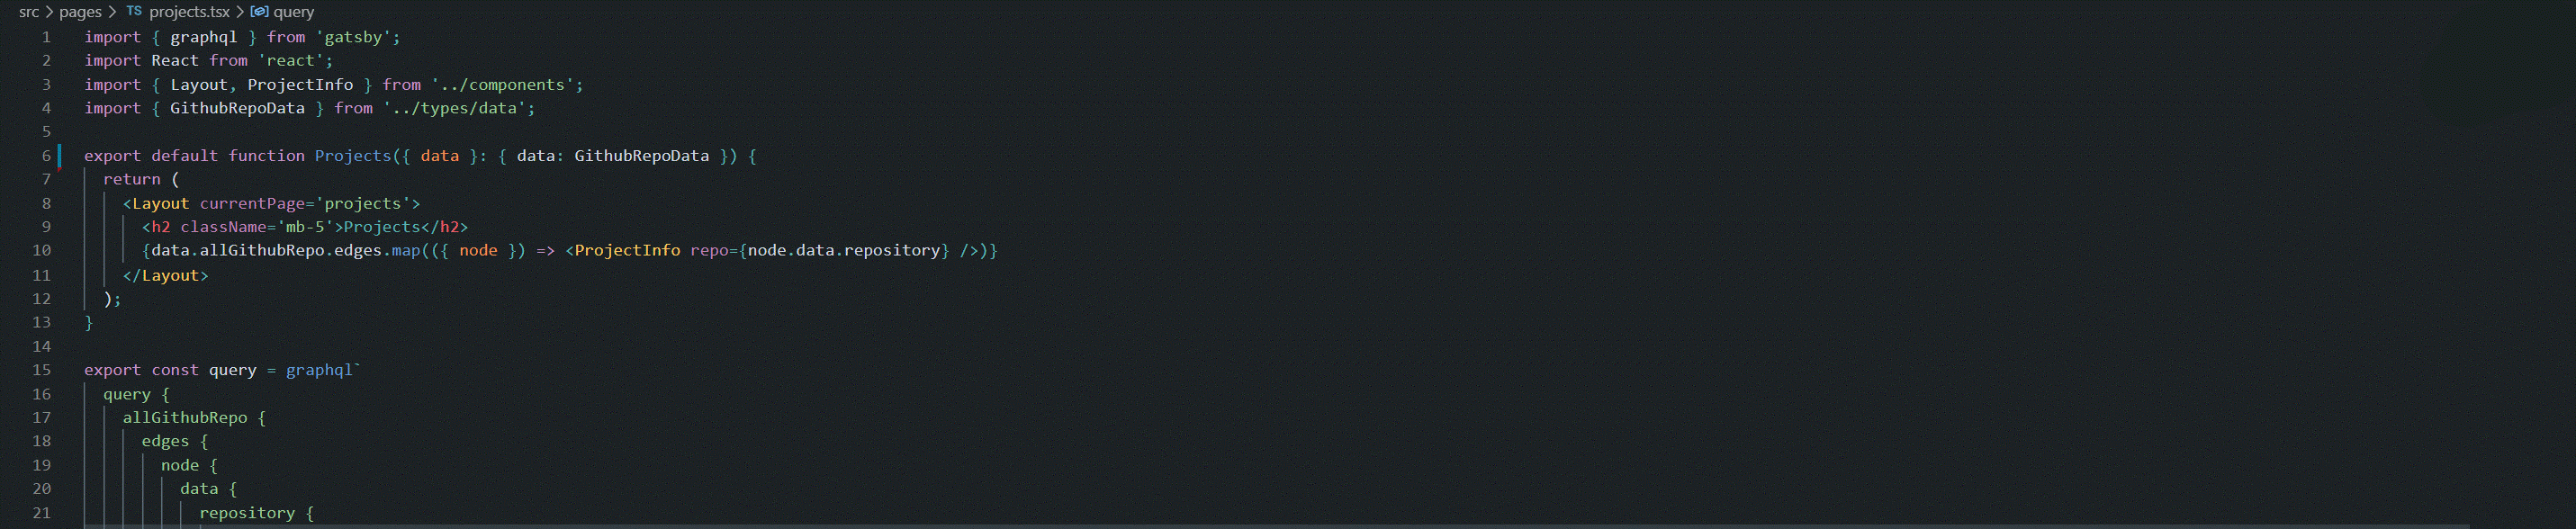 src > pages > TS projects.tsx > query
1 import { graphql } from 'gatsby';
2 import React from 'react';
3 import { Layout, ProjectInfo } from '../components';
4 import { GithubRepoData } from '../types/data';
5
6 export default function Projects({ data }: { data: GithubRepoData }) {
7   return (
8     <Layout currentPage='projects'>
9       <h2 className='mb-5'>Projects</h2>
10       {data.allGithubRepo.edges.map(({ node }) => <ProjectInfo repo={node.data.repository} />)}
11     </Layout>
12   );
13 }
14
15 export const query = graphql`
16   query {
17     allGithubRepo {
18       edges {
19         node {
20           data {
21             repository {